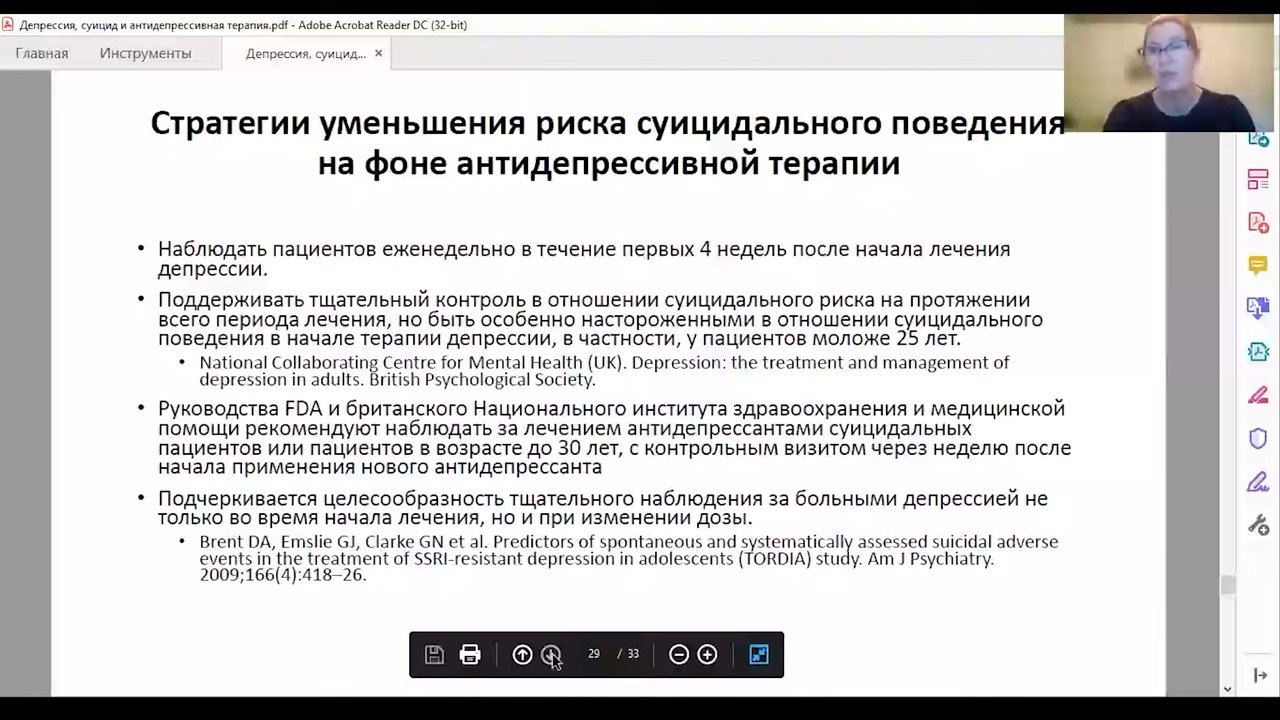 Депрессия, суицид и антидепрессивная терапия.pdf - Adobe Acrobat Reader DC (32-bit)
Главная
Инструменты
Депрессия, суицид...
Стратегии уменьшения риска суицидального поведения
на фоне антидепрессивной терапии
• Наблюдать пациентов еженедельно в течение первых 4 недель после начала лечения
депрессии.
• Поддерживать тщательный контроль в отношении суицидального риска на протяжении
всего периода лечения, но быть особенно настороженными в отношении суицидального
поведения в начале терапии депрессии, в частности, у пациентов моложе 25 лет.
• National Collaborating Centre for Mental Health (UK). Depression: the treatment and management of
depression in adults. British Psychological Society.
• Руководства FDA и британского Национального института здравоохранения и медицинской
помощи рекомендуют наблюдать за лечением антидепрессантами суицидальных
пациентов или пациентов в возрасте до 30 лет, с контрольным визитом через неделю после
начала применения нового антидепрессанта
• Подчеркивается целесообразность тщательного наблюдения за больными депрессией не
только во время начала лечения, но и при изменении дозы.
• Brent DA, Emslie GJ, Clarke GN et al. Predictors of spontaneous and systematically assessed suicidal adverse
events in the treatment of SSRI-resistant depression in adolescents (TORDIA) study. Am J Psychiatry.
2009;166(4):418–26.
29 / 33